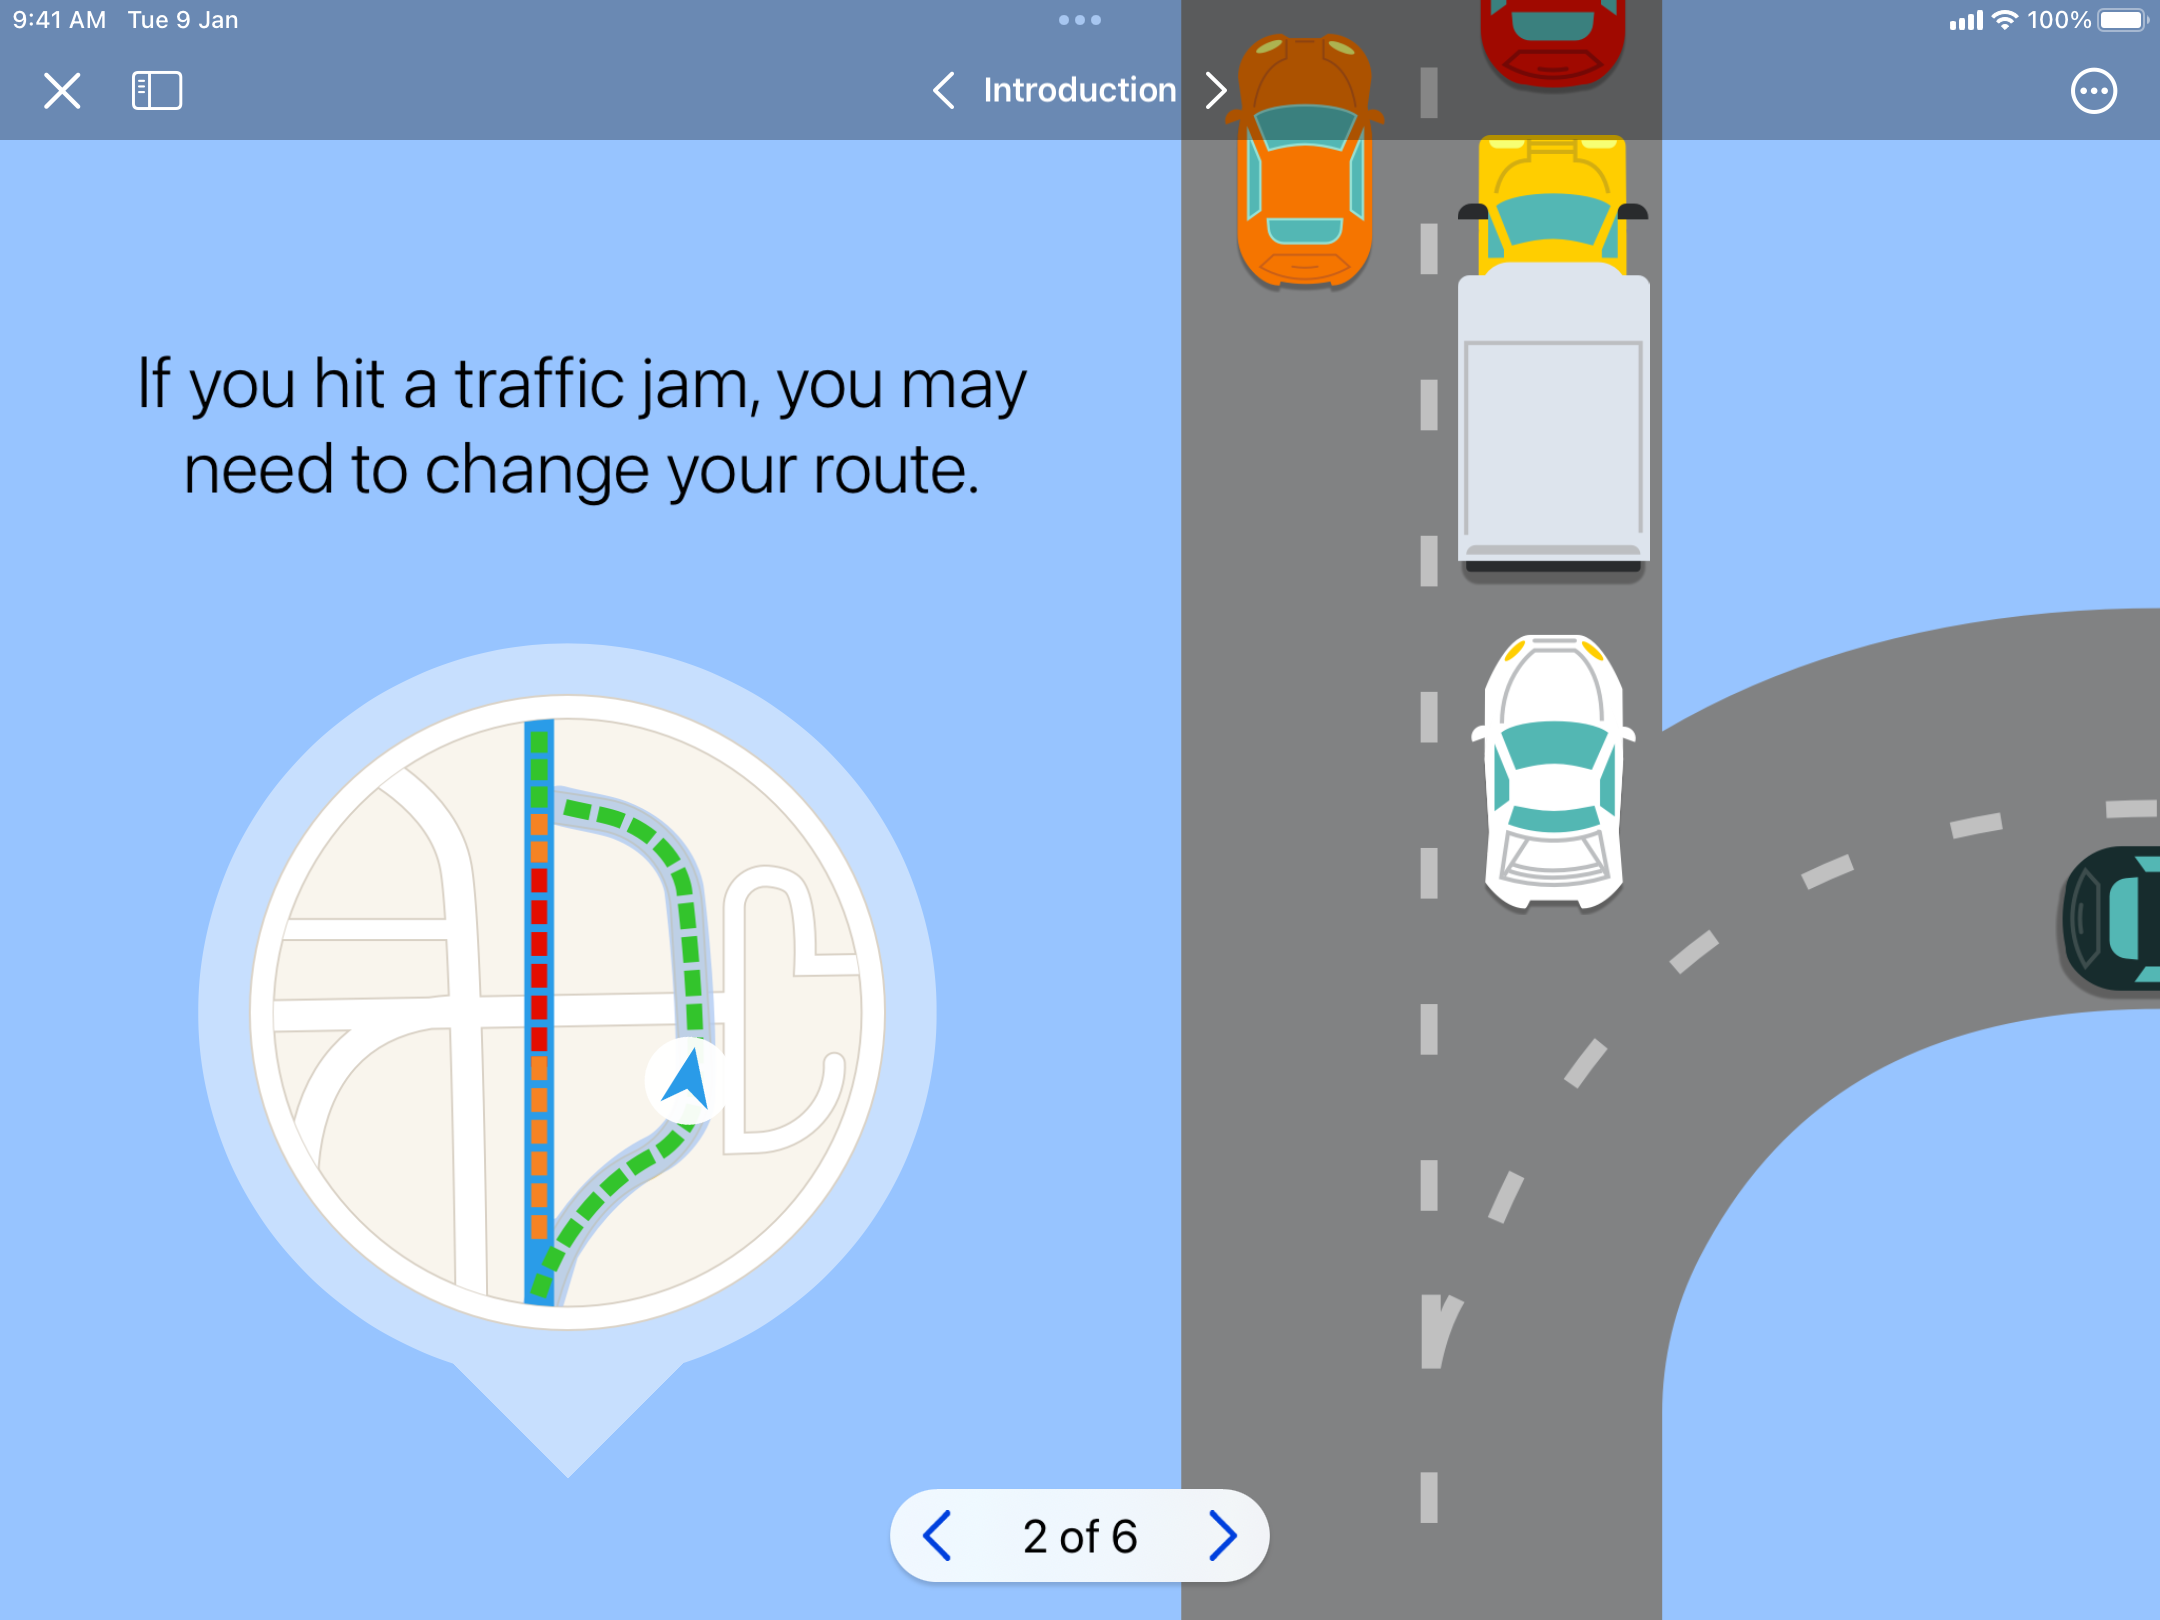 9:41 AM Tue 9 Jan
100%
Introduction
If you hit a traffic jam, you may
need to change your route.
2 of 6